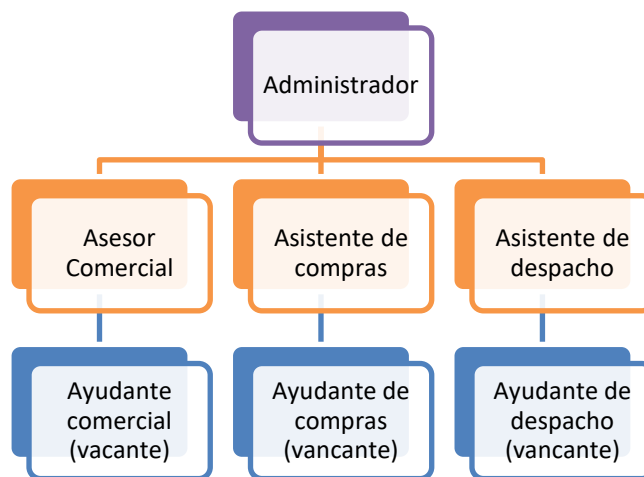 Administrador
Asesor
Comercial
Asistente de
compras
Asistente de
despacho
Ayudante
comercial
(vacante)
Ayudante de
compras
(vancante)
Ayudante de
despacho
(vancante)